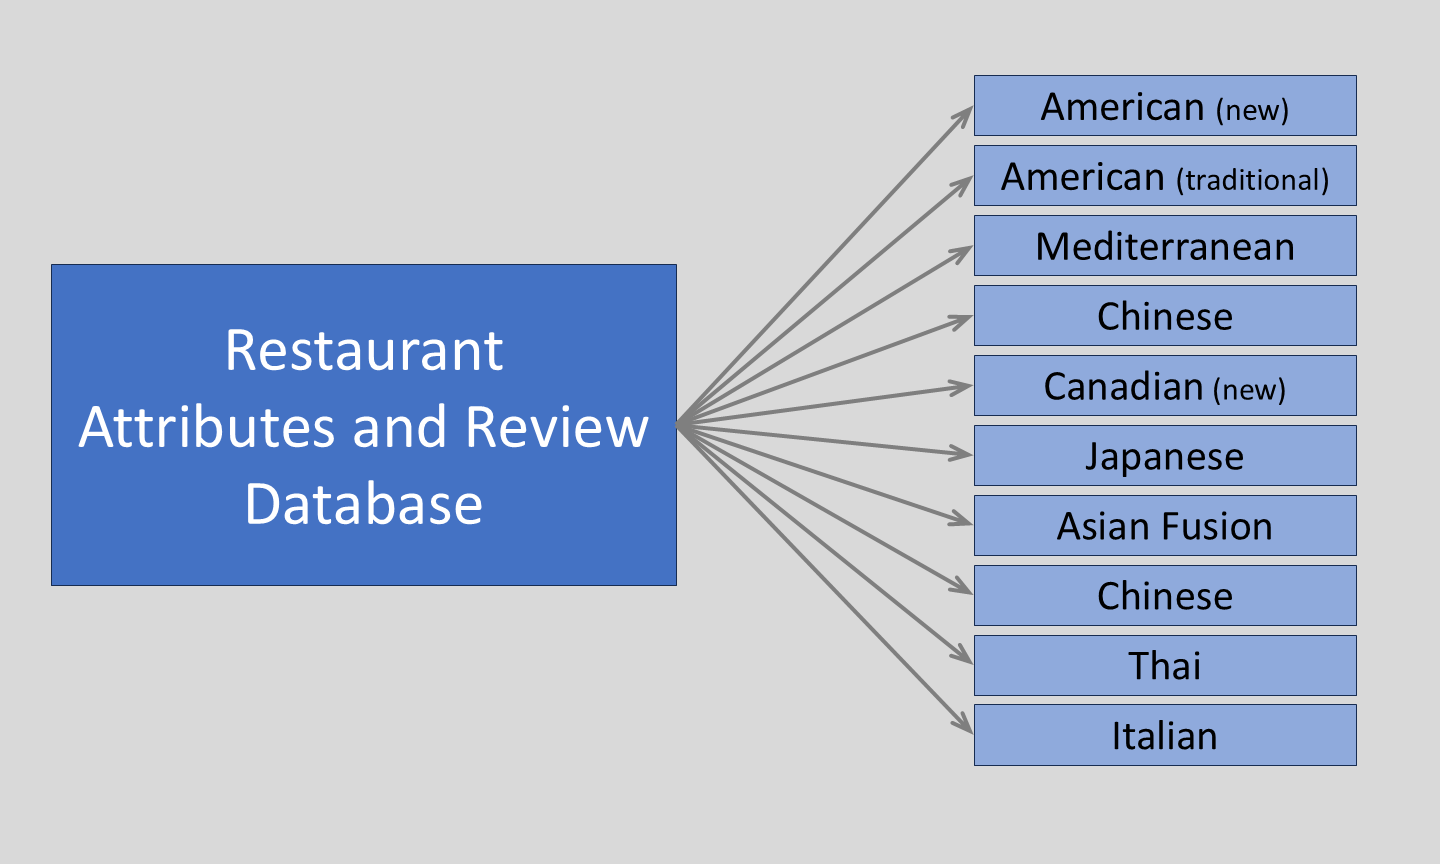 Restaurant
Attributes and Review
Database
American (new)
American (traditional)
Mediterranean
Chinese
Canadian (new)
Japanese
Asian Fusion
Chinese
Thai
Italian